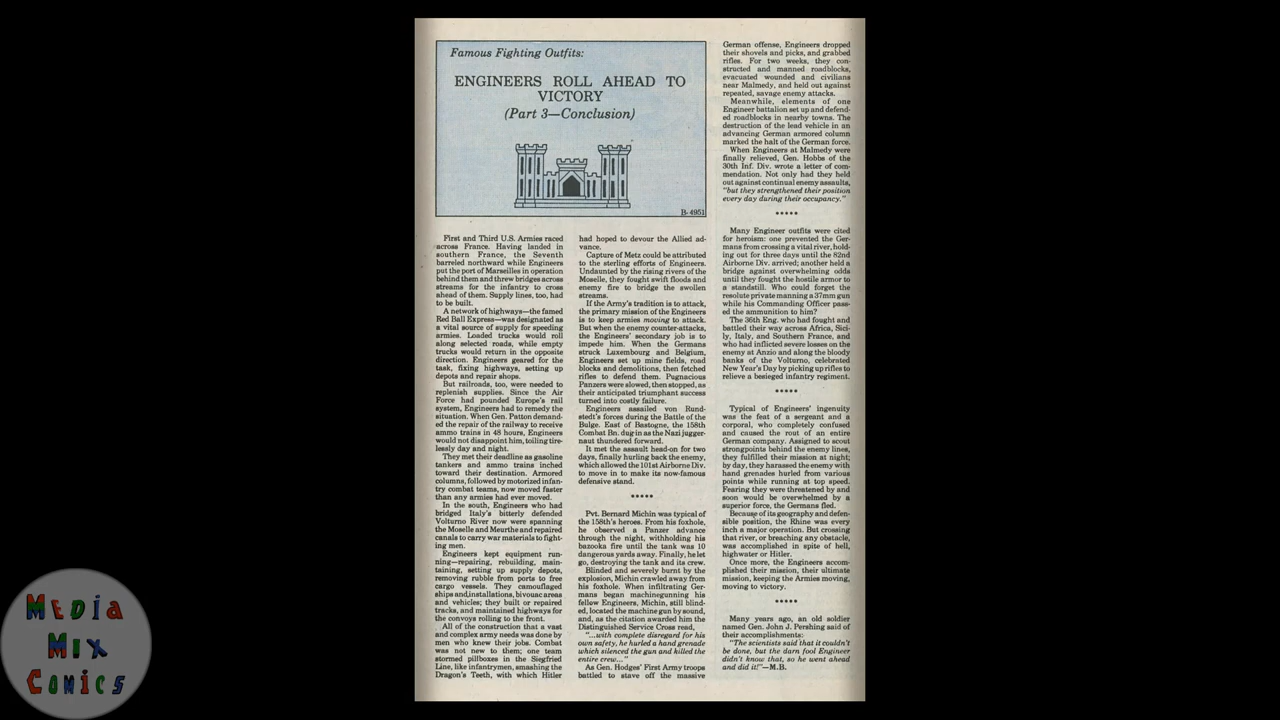 Famous Fighting Outfits:
ENGINEERS ROLL AHEAD TO
VICTORY
(Part 3—Conclusion)
B-4951
First and Third U.S. Armies raced
across France. Having landed in
southern France, the Seventh
barreled northward while Engineers
put the port of Marseilles in operation
behind them and threw bridges across
streams for the infantry to cross
ahead of them. Supply lines, too, had
to be built.
A network of highways—the famed
Red Ball Express—was designated as
a vital source of supply for speeding
armies. Loaded trucks would roll
along selected roads, while empty
trucks would return in the opposite
direction. Engineers geared for the
task, fixing highways, setting up
depots and repair shops.
But railroads, too, were needed to
replenish supplies. Since the Air
Force had pounded Europe's rail
system, Engineers had to remedy the
situation. When Gen. Patton demand-
ed the repair of the railway to receive
ammo trains in 48 hours, Engineers
would not disappoint him, toiling tire-
lessly day and night.
They met their deadline as gasoline
tankers and ammo trains inched
toward their destination. Armored
columns, followed by motorized infan-
try combat teams, now moved faster
than any armies had ever moved.
In the south, Engineers who had
bridged Italy's bitterly defended
Volturno River now were spanning
the Moselle and Meurthe and repaired
canals to carry war materials to fight-
ing men.
Engineers kept equipment run-
ning—repairing, rebuilding, main-
taining, setting up supply depots,
removing rubble from ports to free
cargo vessels. They camouflaged
ships and installations, bivouac areas
and vehicles; they built or repaired
tracks, and maintained highways for
the convoys rolling to the front.
All of the construction that a vast
and complex army needs was done by
men who knew their jobs. Combat
was not new to them; one team
stormed pillboxes in the Siegfried
Line, like infantrymen, smashing the
Dragon's Teeth, with which Hitler
had hoped to devour the Allied ad-
vance.
Capture of Metz could be attributed
to the sterling efforts of Engineers.
Undaunted by the rising rivers of the
Moselle, they fought swift floods and
enemy fire to bridge the swollen
streams.
If the Army's tradition is to attack,
the primary mission of the Engineers
is to keep armies moving to attack.
But when the enemy counter-attacks,
the Engineers' secondary job is to
impede him. When the Germans
struck Luxembourg and Belgium,
Engineers set up mine fields, road
blocks and demolitions, then fetched
rifles to defend them. Pugnacious
Panzers were slowed, then stopped, as
their anticipated triumphant success
turned into costly failure.
Engineers assailed von Rund-
stedt's forces during the Battle of the
Bulge. East of Bastogne, the 158th
Combat Bn. dug in as the Nazi jugger-
naut thundered forward.
It met the assault head-on for two
days, finally hurling back the enemy,
which allowed the 101st Airborne Div.
to move in to make its now-famous
defensive stand.
*****
Pvt. Bernard Michin was typical of
the 158th's heroes. From his foxhole,
he observed a Panzer advance
through the night, withholding his
bazooka fire until the tank was 10
dangerous yards away. Finally, he let
go, destroying the tank and its crew.
Blinded and severely burnt by the
explosion, Michin crawled away from
his foxhole. When infiltrating Ger-
mans began machinegunning his
fellow Engineers, Michin, still blind-
ed, located the machine gun by sound,
and, as the citation awarded him the
Distinguished Service Cross read,
"...with complete disregard for his
own safety, he hurled a hand grenade
which silenced the gun and killed the
entire crew..."
As Gen. Hodges' First Army troops
battled to stave off the massive
German offense, Engineers dropped
their shovels and picks, and grabbed
rifles. For two weeks, they con-
structed and manned roadblocks,
evacuated wounded and civilians
near Malmedy, and held out against
repeated, savage enemy attacks.
Meanwhile, elements of one
Engineer battalion set up and defend-
ed roadblocks in nearby towns. The
destruction of the lead vehicle in an
advancing German armored column
marked the halt of the German force.
When Engineers at Malmedy were
finally relieved, Gen. Hobbs of the
30th Inf. Div. wrote a letter of com-
mendation. Not only had they held
out against continual enemy assaults,
"but they strengthened their position
every day during their occupancy."
*****
Many Engineer outfits were cited
for heroism: one prevented the Ger-
mans from crossing a vital river, hold-
ing out for three days until the 82nd
Airborne Div. arrived; another held a
bridge against overwhelming odds
until they fought the hostile armor to
a standstill. Who could forget the
resolute private manning a 37mm gun
while his Commanding Officer pass-
ed the ammunition to him?
The 36th Eng. who had fought and
battled their way across Africa, Sici-
ly, Italy, and Southern France, and
who had inflicted severe losses on the
enemy at Anzio and along the bloody
banks of the Volturno, celebrated
New Year's Day by picking up rifles to
relieve a besieged infantry regiment.
*****
Typical of Engineers' ingenuity
was the feat of a sergeant and a
corporal, who completely confused
and caused the rout of an entire
German company. Assigned to scout
strongpoints behind the enemy lines,
they fulfilled their mission at night;
by day, they harassed the enemy with
hand grenades hurled from various
points while running at top speed.
Fearing they were threatened by and
soon would be overwhelmed by a
superior force, the Germans fled.
Because of its geography and defen-
sible position, the Rhine was every
inch a major operation. But crossing
that river, or breaching any obstacle,
was accomplished in spite of hell,
highwater or Hitler.
Once more, the Engineers accom-
plished their mission, their ultimate
mission, keeping the Armies moving,
moving to victory.
*****
Many years ago, an old soldier
named Gen. John J. Pershing said of
their accomplishments:
"The scientists said that it couldn't
be done, but the darn fool Engineer
didn't know that, so he went ahead
and did it!"—M.B.
MEDIA
MIX
COMICS